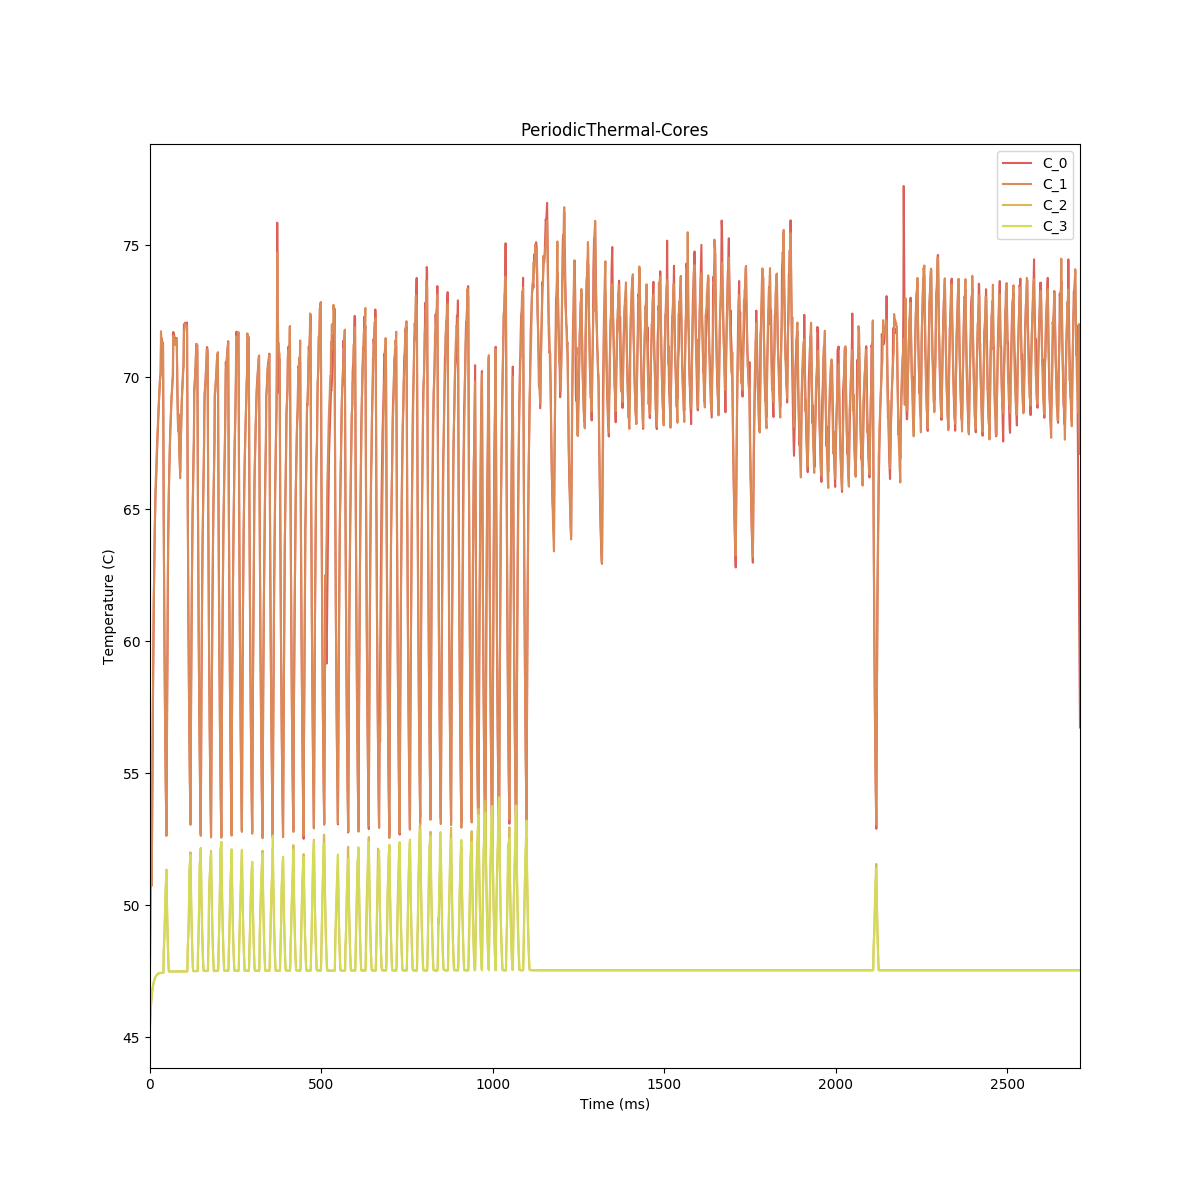 PeriodicThermal-Cores
C_0
C_1
C_2
C_3
75
70
65
60
55
50
45
Temperature (C)
0 500 1000 1500 2000 2500
Time (ms)